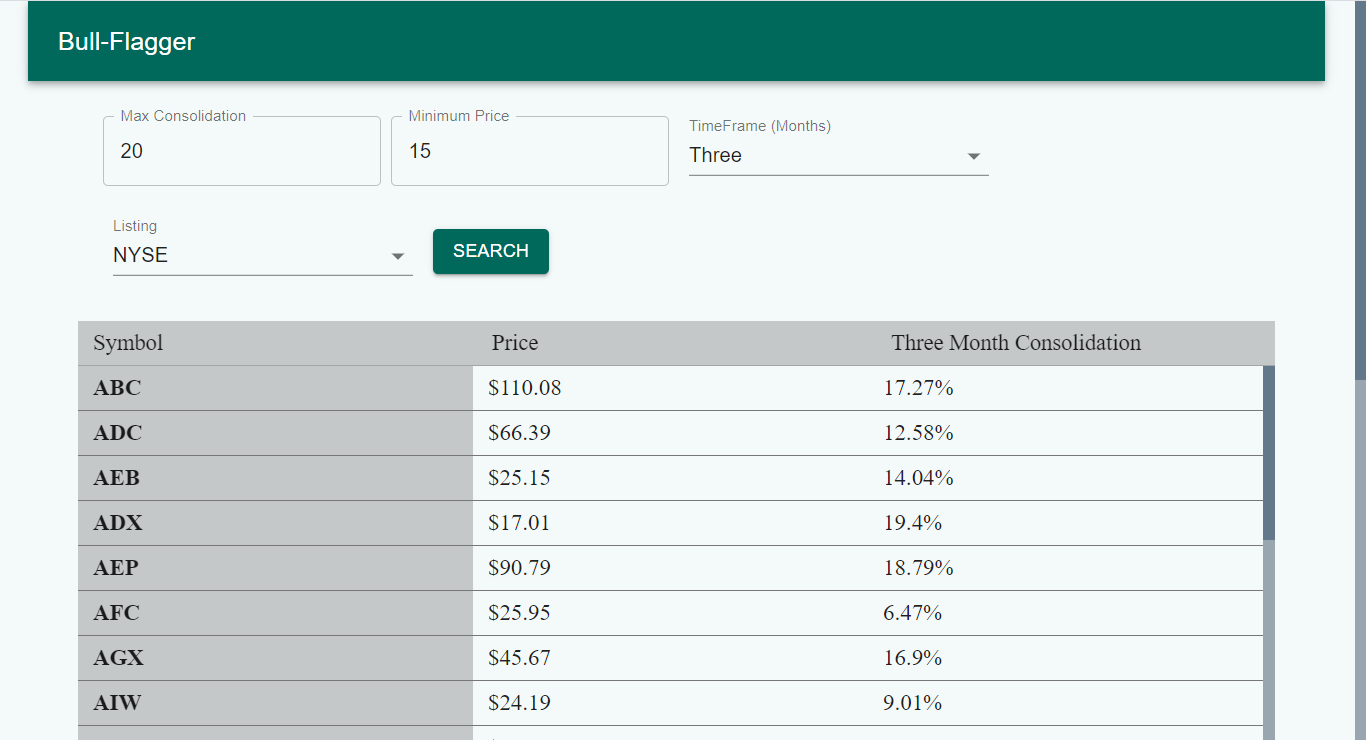 Bull-Flagger
Max Consolidation
20
Minimum Price
15
TimeFrame (Months)
Three
Listing
NYSE
SEARCH
Symbol Price Three Month Consolidation
ABC $110.08 17.27%
ADC $66.39 12.58%
AEB $25.15 14.04%
ADX $17.01 19.4%
AEP $90.79 18.79%
AFC $25.95 6.47%
AGX $45.67 16.9%
AIW $24.19 9.01%